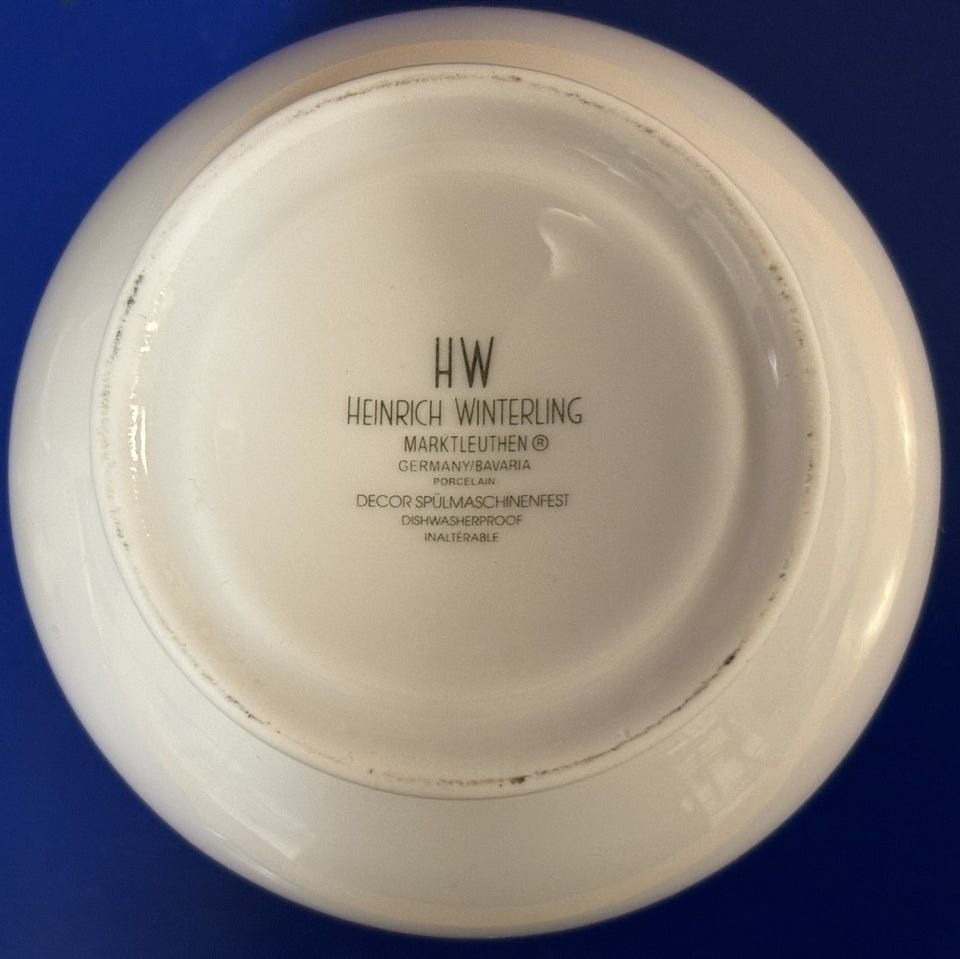 HW
HEINRICH WINTERLING
MARKTLEUTHEN ®
GERMANY/BAVARIA
PORCELAIN
DECOR SPÜLMASCHINENFEST
DISHWASHERPROOF
INALTÉRABLE